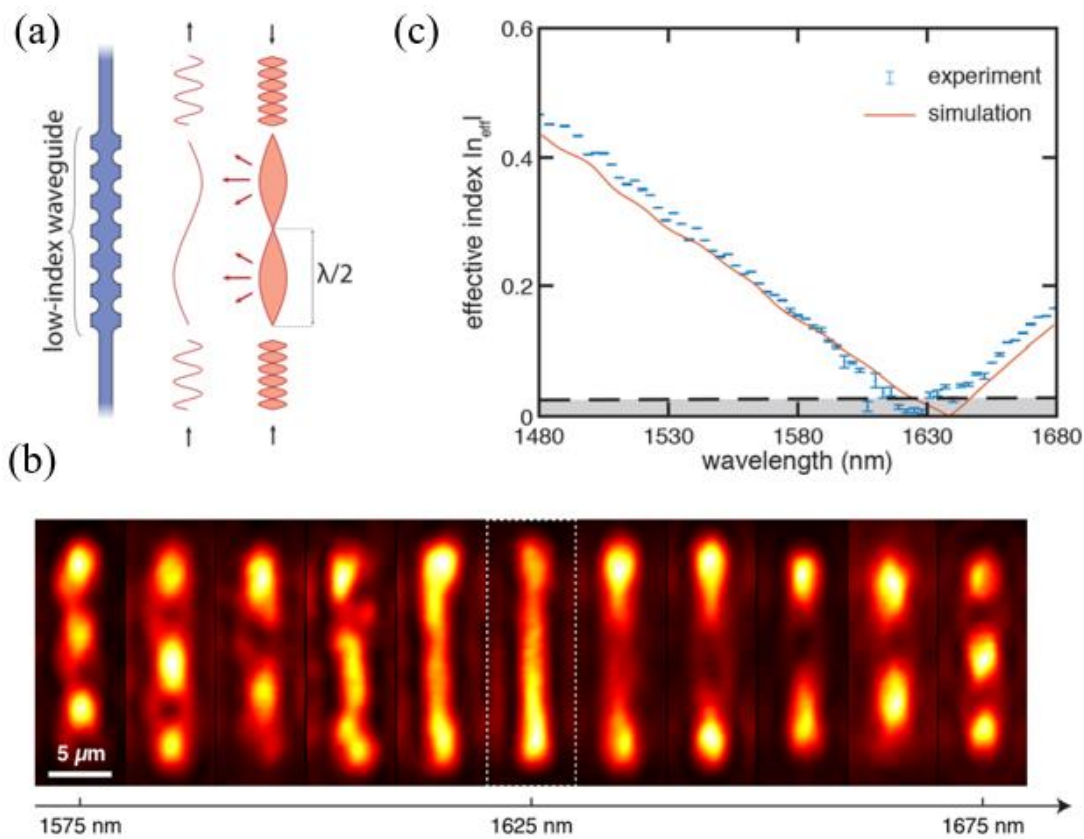 (a)
low-index waveguide
λ/2
(c)
0.6
0.4
0.2
0
effective index |n_eff|
experiment
simulation
1480
1530
1580
1630
1680
wavelength (nm)
(b)
5 μm
1575 nm
1625 nm
1675 nm